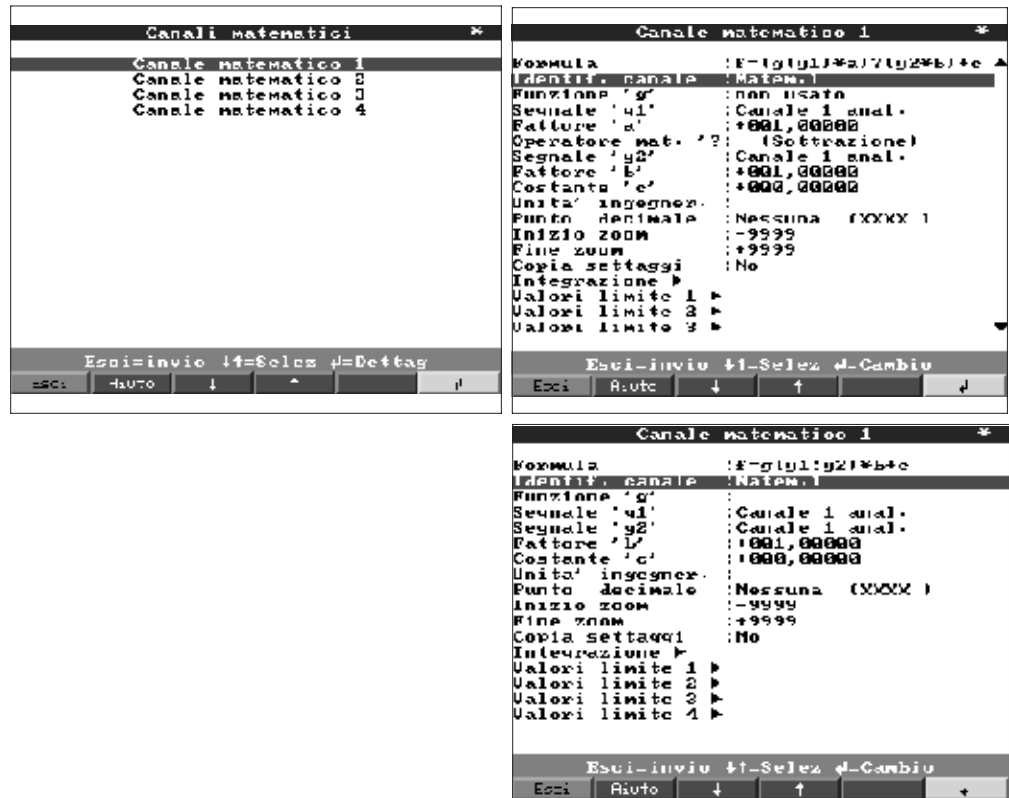 Canali matematici *
Canale matematico 1
Canale matematico 2
Canale matematico 3
Canale matematico 4
Esci=invio ↓↑=Selez ↲=Dettag
Esci Aiuto ↓ ↑ ↲
Canale matematico 1 *
Formula :f=(g(y1)*a)?(y2*b)+c ▲
Identif. canale :Matem.1
Funzione 'g' :non usato
Segnale 'y1' :Canale 1 anal.
Fattore 'a' :+001,00000
Operatore mat. '?: (Sottrazione)
Segnale 'y2' :Canale 1 anal.
Fattore 'b' :+001,00000
Costante 'c' :+000,00000
Unita' ingegner. :
Punto decimale :Nessuna (XXXX )
Inizio zoom :-9999
Fine zoom :+9999
Copia settaggi :No
Integrazione ►
Valori limite 1 ►
Valori limite 2 ►
Valori limite 3 ► ▼
Esci=invio ↓↑=Selez ↲=Cambio
Esci Aiuto ↓ ↑ ↲
Canale matematico 1 *
Formula :f=g(y1!y2)*b+c
Identif. canale :Matem.1
Funzione 'g' :
Segnale 'y1' :Canale 1 anal.
Segnale 'y2' :Canale 1 anal.
Fattore 'b' :+001,00000
Costante 'c' :+000,00000
Unita' ingegner. :
Punto decimale :Nessuna (XXXX )
Inizio zoom :-9999
Fine zoom :+9999
Copia settaggi :No
Integrazione ►
Valori limite 1 ►
Valori limite 2 ►
Valori limite 3 ►
Valori limite 4 ►
Esci=invio ↓↑=Selez ↲=Cambio
Esci Aiuto ↓ ↑